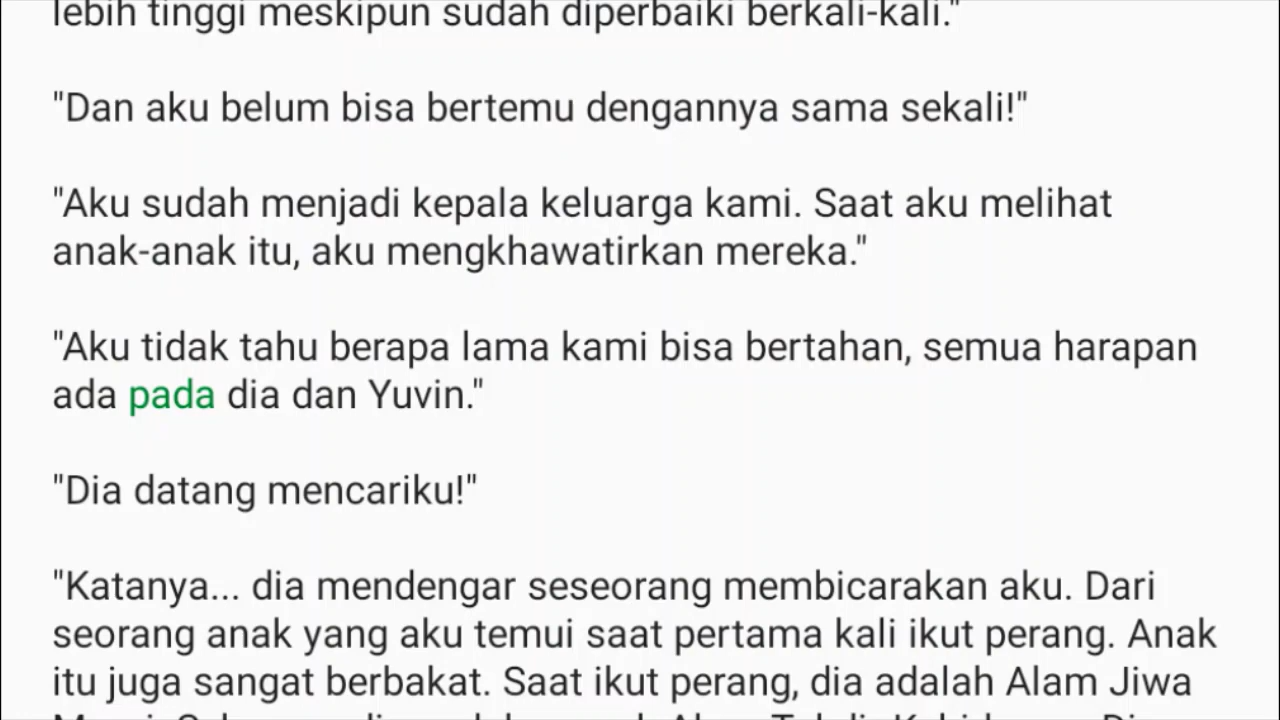 lebih tinggi meskipun sudah diperbaiki berkali-kali."
"Dan aku belum bisa bertemu dengannya sama sekali!"
"Aku sudah menjadi kepala keluarga kami. Saat aku melihat
anak-anak itu, aku mengkhawatirkan mereka."
"Aku tidak tahu berapa lama kami bisa bertahan, semua harapan
ada pada dia dan Yuvin."
"Dia datang mencariku!"
"Katanya... dia mendengar seseorang membicarakan aku. Dari
seorang anak yang aku temui saat pertama kali ikut perang. Anak
itu juga sangat berbakat. Saat ikut perang, dia adalah Alam Jiwa